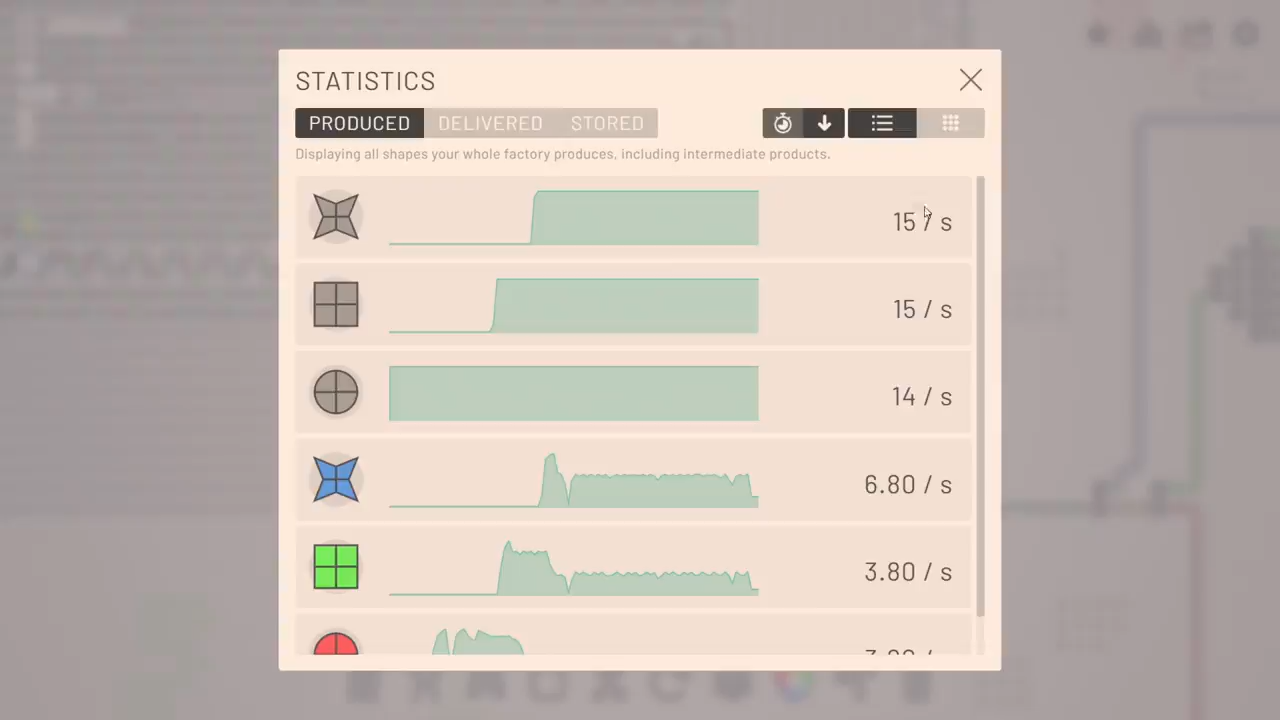 STATISTICS
PRODUCED DELIVERED STORED
Displaying all shapes your whole factory produces, including intermediate products.
15 / s
15 / s
14 / s
6.80 / s
3.80 / s